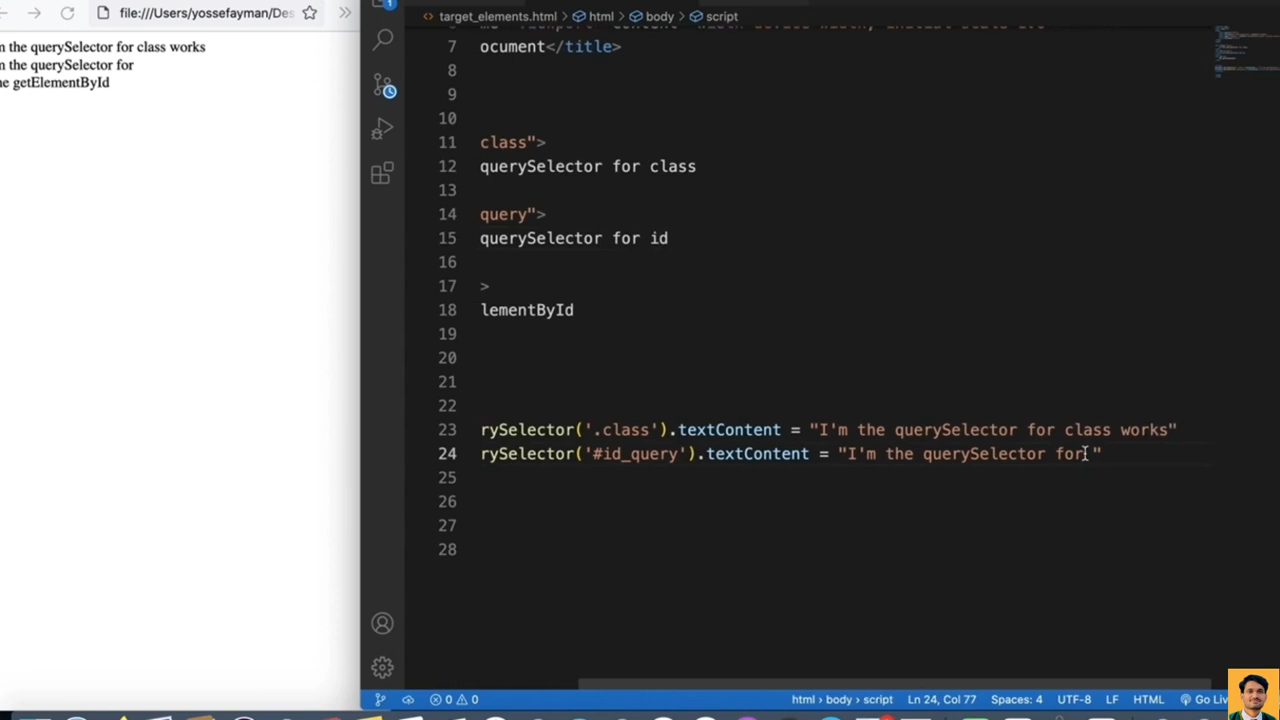 file:///Users/yossefayman/Des
m the querySelector for class works
m the querySelector for
he getElementById
1
target_elements.html › html › body › script
7 ocument</title>
8
9
10
11 class">
12 querySelector for class
13
14 query">
15 querySelector for id
16
17 >
18 lementById
19
20
21
22
23 rySelector('.class').textContent = "I'm the querySelector for class works"
24 rySelector('#id_query').textContent = "I'm the querySelector for "
25
26
27
28
0 0 html › body › script Ln 24, Col 77 Spaces: 4 UTF-8 LF HTML Go Liv